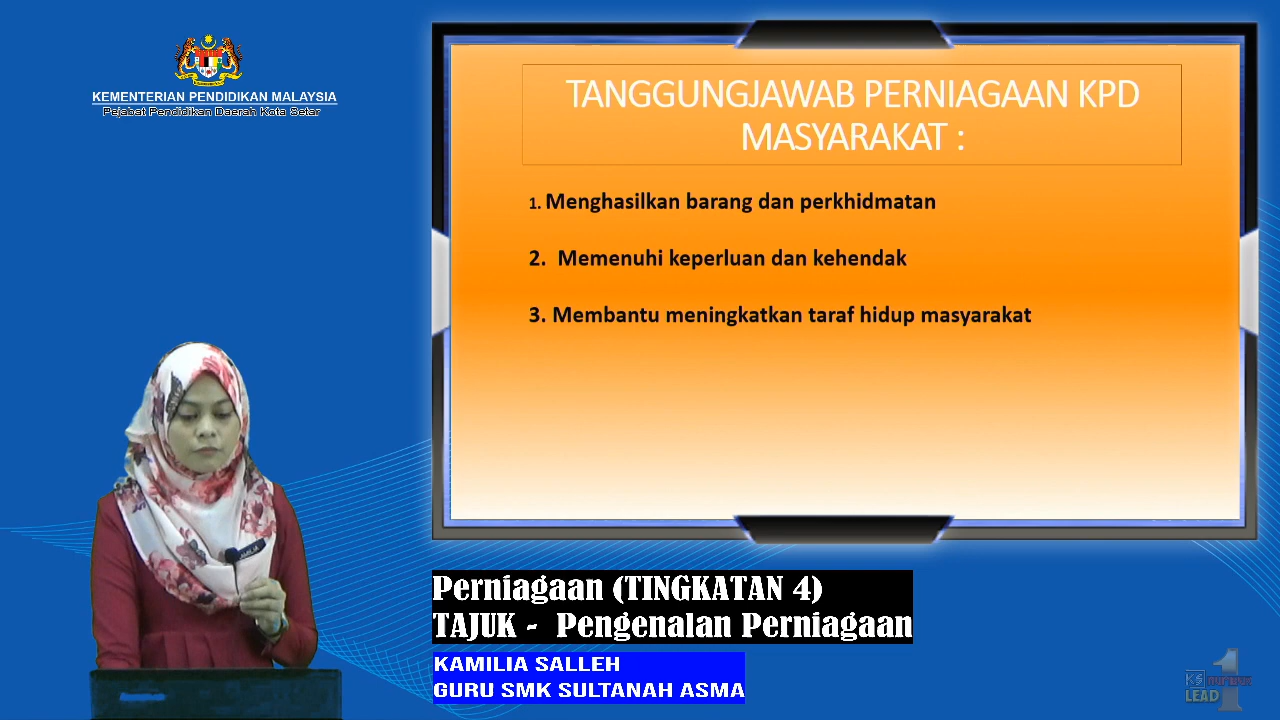 KEMENTERIAN PENDIDIKAN MALAYSIA
Pejabat Pendidikan Daerah Kota Setar
TANGGUNGJAWAB PERNIAGAAN KPD
MASYARAKAT :
1. Menghasilkan barang dan perkhidmatan
2. Memenuhi keperluan dan kehendak
3. Membantu meningkatkan taraf hidup masyarakat
Perniagaan (TINGKATAN 4)
TAJUK - Pengenalan Perniagaan
KAMILIA SALLEH
GURU SMK SULTANAH ASMA
KS
LEAD
1